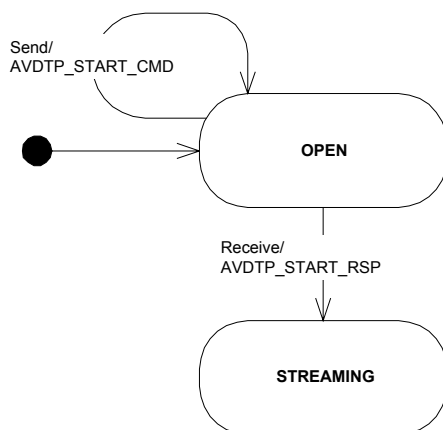 Send/
AVDTP_START_CMD
OPEN
Receive/
AVDTP_START_RSP
STREAMING